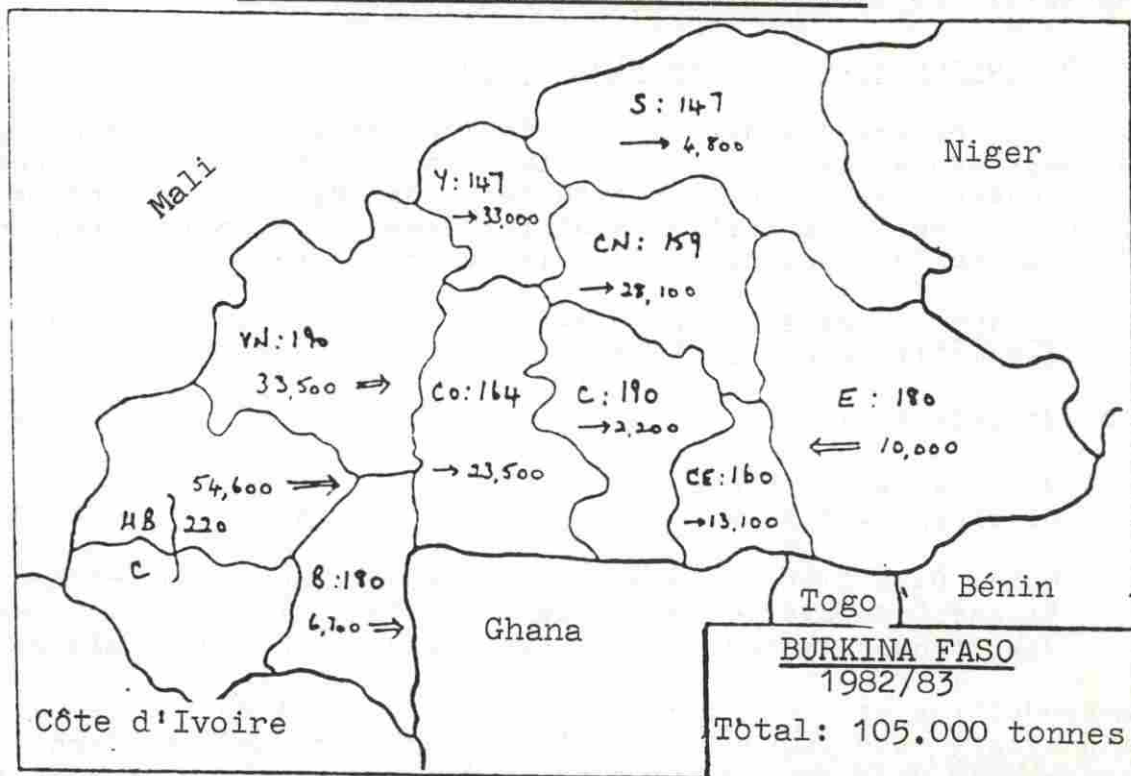 S: 147
→ 4,800
Niger
Mali
Y: 147
→ 33,000
CN: 159
→ 28,100
VN: 190
33,500 ⇒
CO: 164
→ 23,500
C: 190
→ 2,200
E: 180
⇐ 10,000
CE: 160
→ 13,100
54,600 ⇒
HB } 220
C
B: 180
6,700 ⇒
Ghana
Togo
Bénin
Côte d'Ivoire
BURKINA FASO
1982/83
Total: 105.000 tonnes